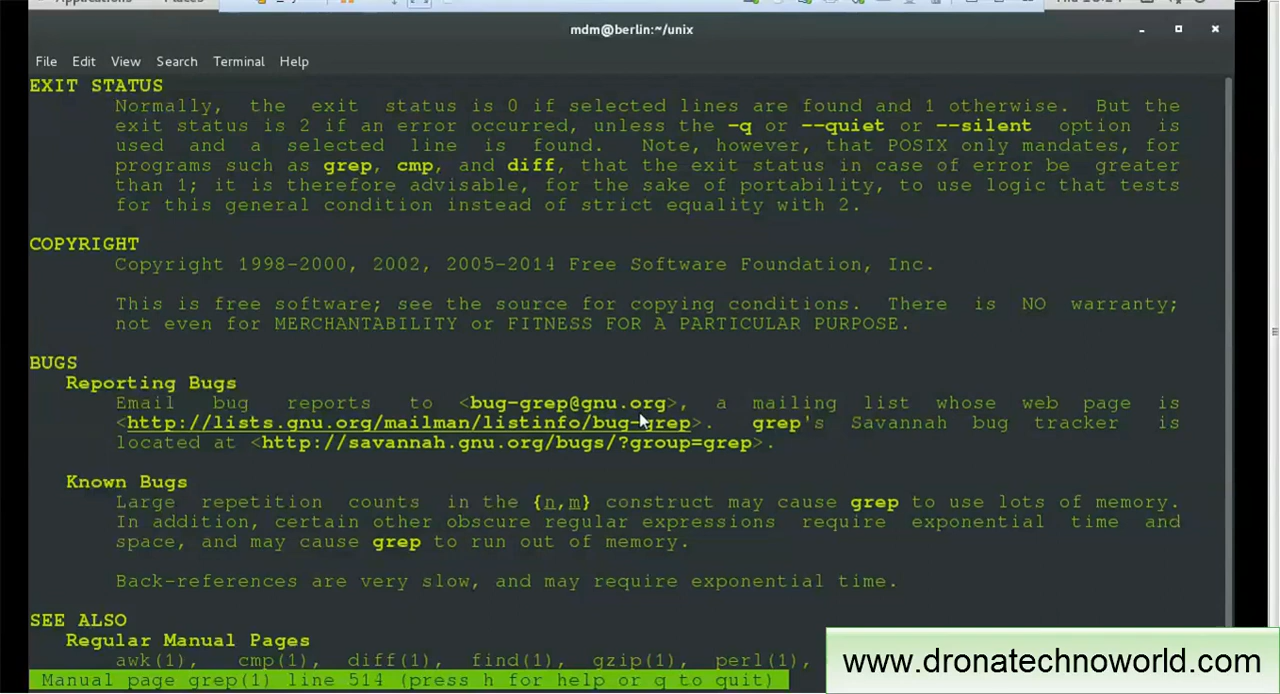 mdm@berlin:~/unix
File Edit View Search Terminal Help
EXIT STATUS
Normally, the exit status is 0 if selected lines are found and 1 otherwise. But the
exit status is 2 if an error occurred, unless the -q or --quiet or --silent option is
used and a selected line is found. Note, however, that POSIX only mandates, for
programs such as grep, cmp, and diff, that the exit status in case of error be greater
than 1; it is therefore advisable, for the sake of portability, to use logic that tests
for this general condition instead of strict equality with 2.
COPYRIGHT
Copyright 1998-2000, 2002, 2005-2014 Free Software Foundation, Inc.
This is free software; see the source for copying conditions. There is NO warranty;
not even for MERCHANTABILITY or FITNESS FOR A PARTICULAR PURPOSE.
BUGS
Reporting Bugs
Email bug reports to <bug-grep@gnu.org>, a mailing list whose web page is
<http://lists.gnu.org/mailman/listinfo/bug-grep>. grep's Savannah bug tracker is
located at <http://savannah.gnu.org/bugs/?group=grep>.
Known Bugs
Large repetition counts in the {n,m} construct may cause grep to use lots of memory.
In addition, certain other obscure regular expressions require exponential time and
space, and may cause grep to run out of memory.
Back-references are very slow, and may require exponential time.
SEE ALSO
Regular Manual Pages
awk(1), cmp(1), diff(1), find(1), gzip(1), perl(1),
Manual page grep(1) line 514 (press h for help or q to quit)
www.dronatechnoworld.com